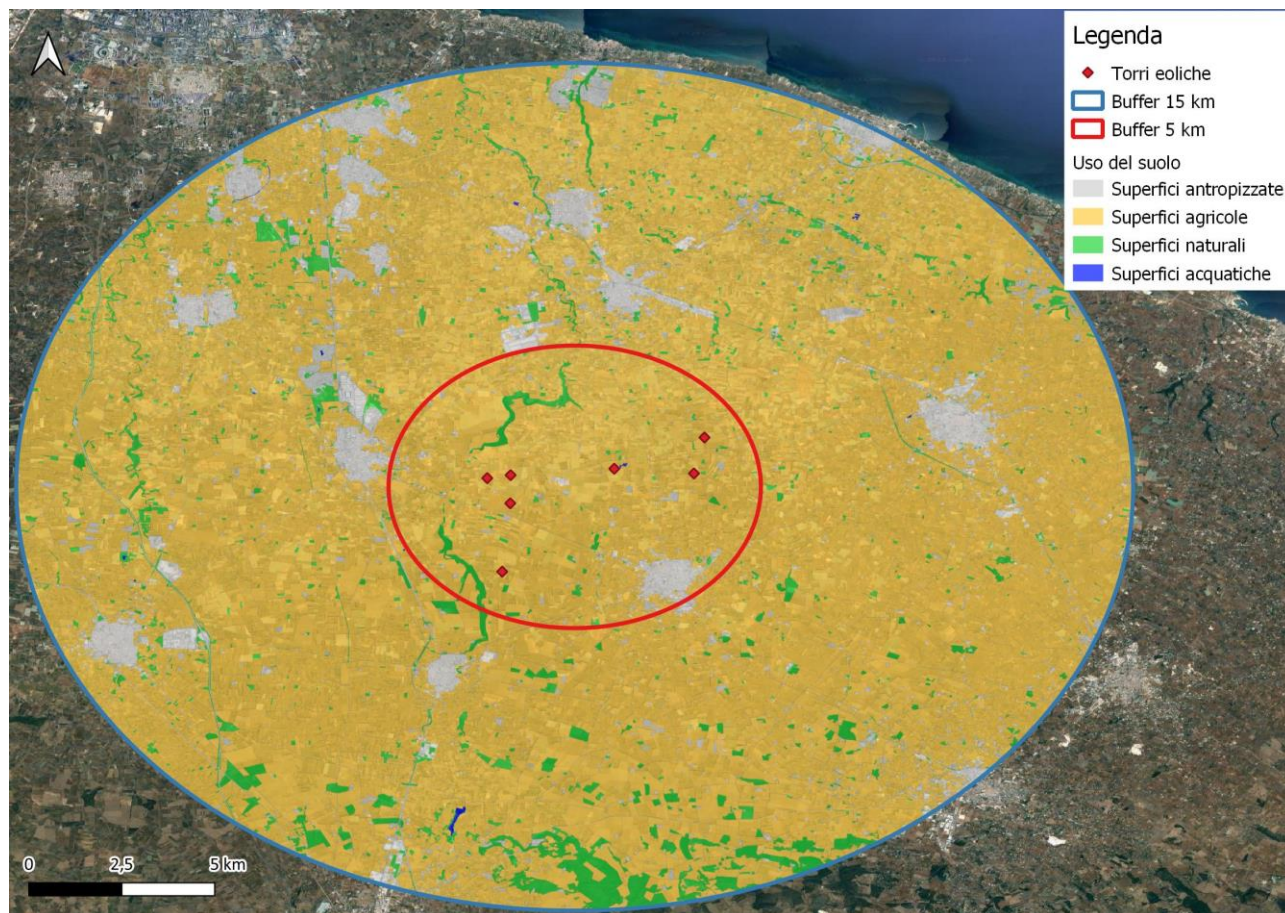 Legenda
Torri eoliche
Buffer 15 km
Buffer 5 km
Uso del suolo
Superfici antropizzate
Superfici agricole
Superfici naturali
Superfici acquatiche
0 2,5 5 km